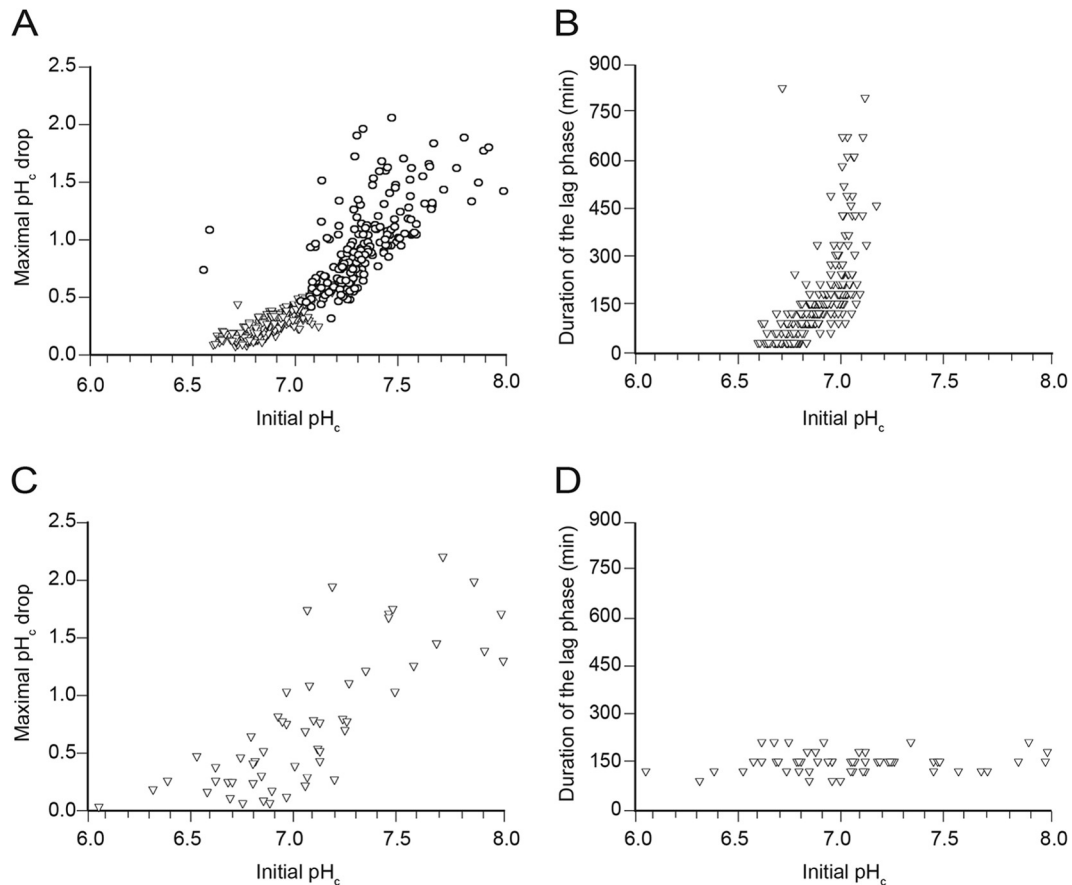 A
Maximal pHc drop
2.5
2.0
1.5
1.0
0.5
0.0
6.0 6.5 7.0 7.5 8.0
Initial pHc
B
Duration of the lag phase (min)
900
750
600
450
300
150
0
6.0 6.5 7.0 7.5 8.0
Initial pHc
C
Maximal pHc drop
2.5
2.0
1.5
1.0
0.5
0.0
6.0 6.5 7.0 7.5 8.0
Initial pHc
D
Duration of the lag phase (min)
900
750
600
450
300
150
0
6.0 6.5 7.0 7.5 8.0
Initial pHc